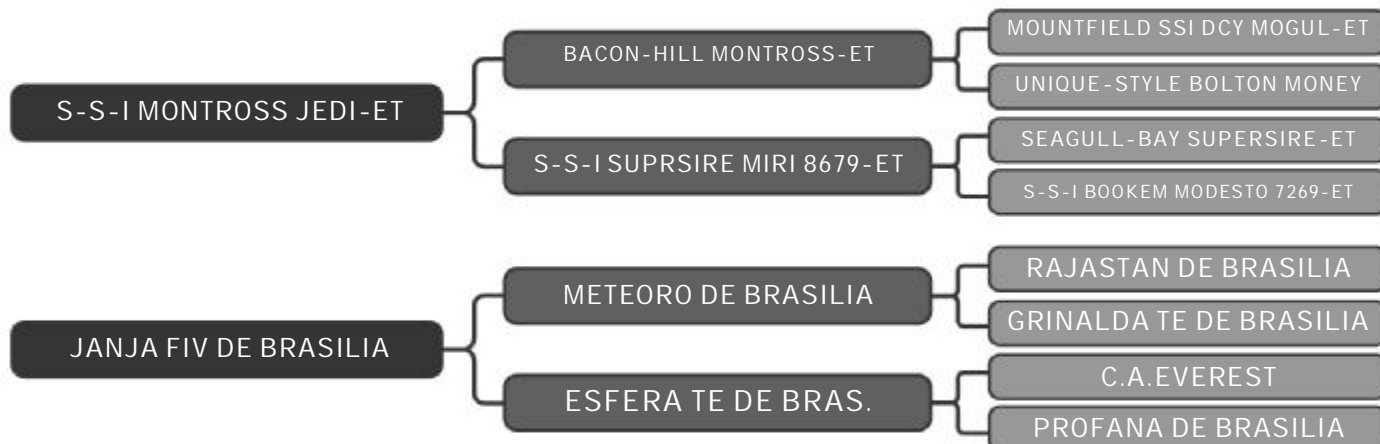 MOUNTFIELD SSI DCY MOGUL-ET
BACON-HILL MONTROSS-ET
UNIQUE-STYLE BOLTON MONEY
S-S-I MONTROSS JEDI-ET
SEAGULL-BAY SUPERSIRE-ET
S-S-I SUPRSIRE MIRI 8679-ET
S-S-I BOOKEM MODESTO 7269-ET
RAJASTAN DE BRASILIA
METEORO DE BRASILIA
GRINALDA TE DE BRASILIA
JANJA FIV DE BRASILIA
C.A.EVEREST
ESFERA TE DE BRAS.
PROFANA DE BRASILIA